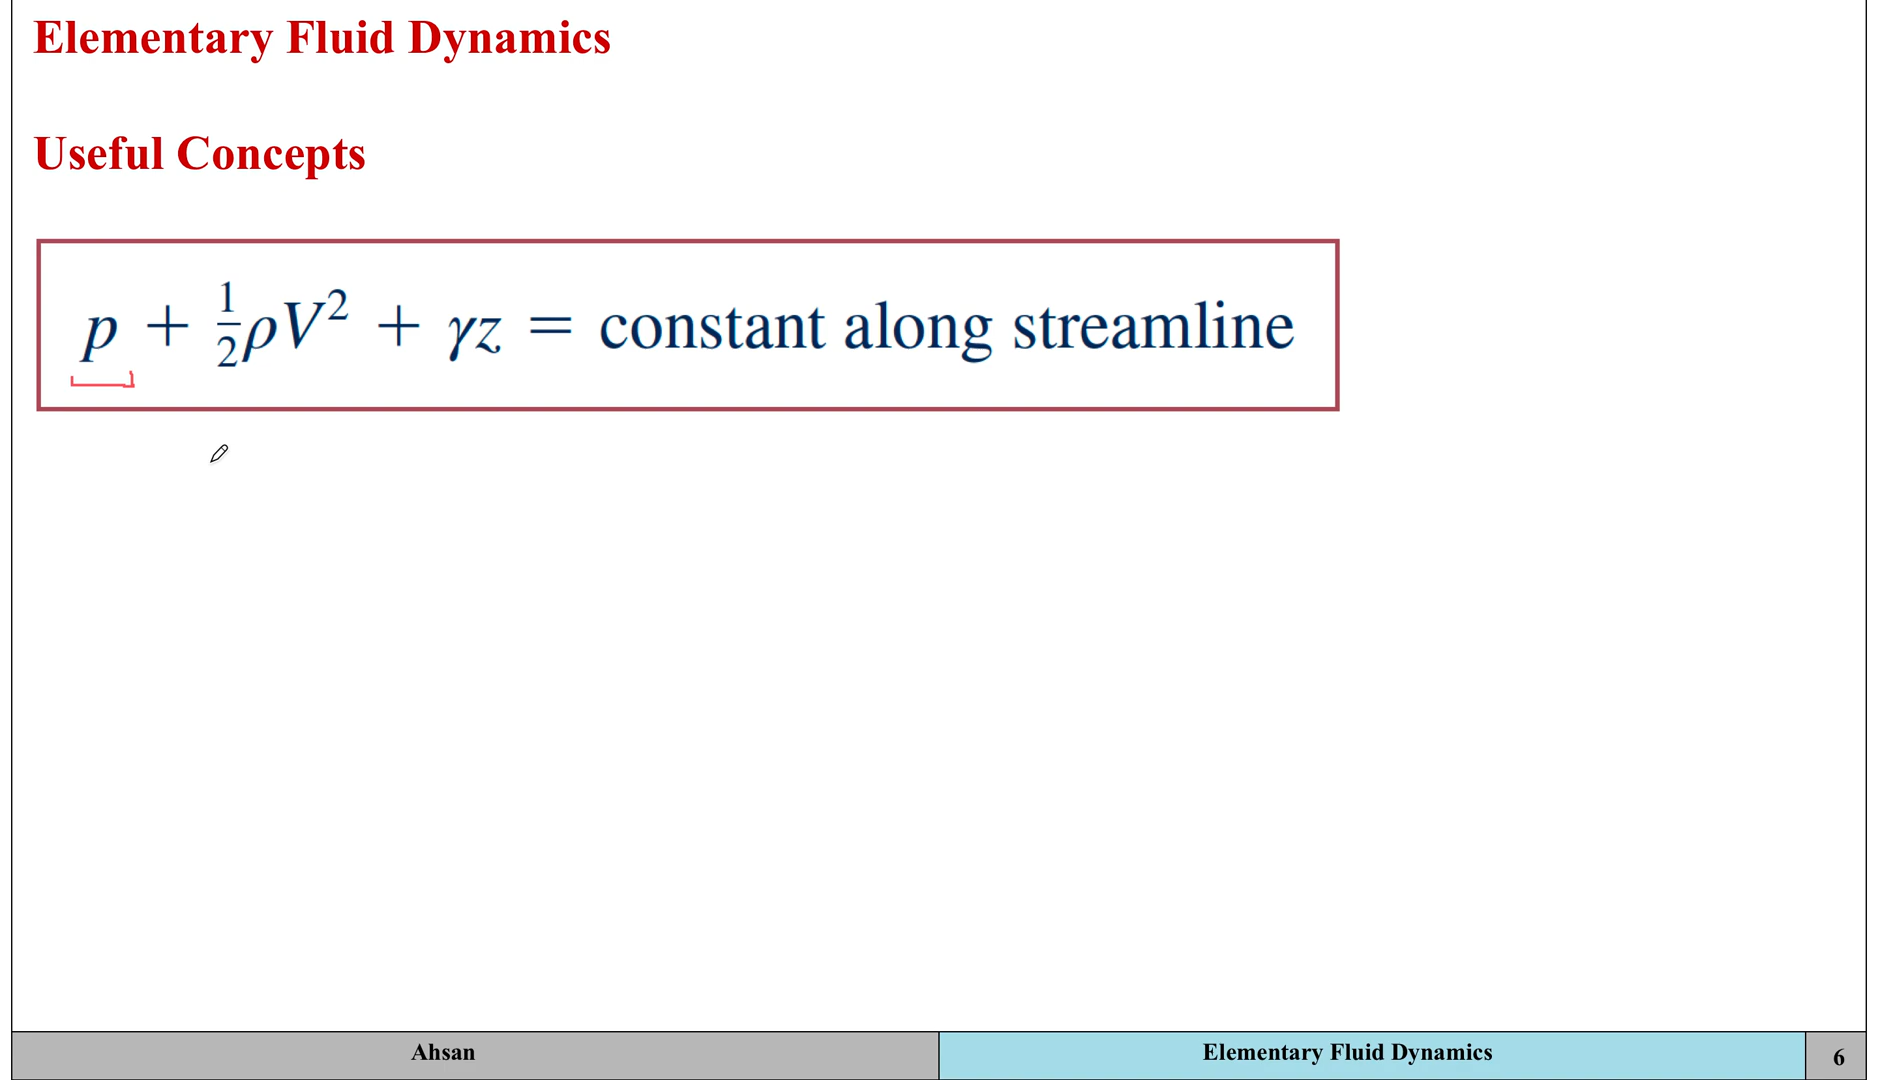 Elementary Fluid Dynamics
Useful Concepts
p + ½ρV² + γz = constant along streamline
Ahsan
Elementary Fluid Dynamics
6